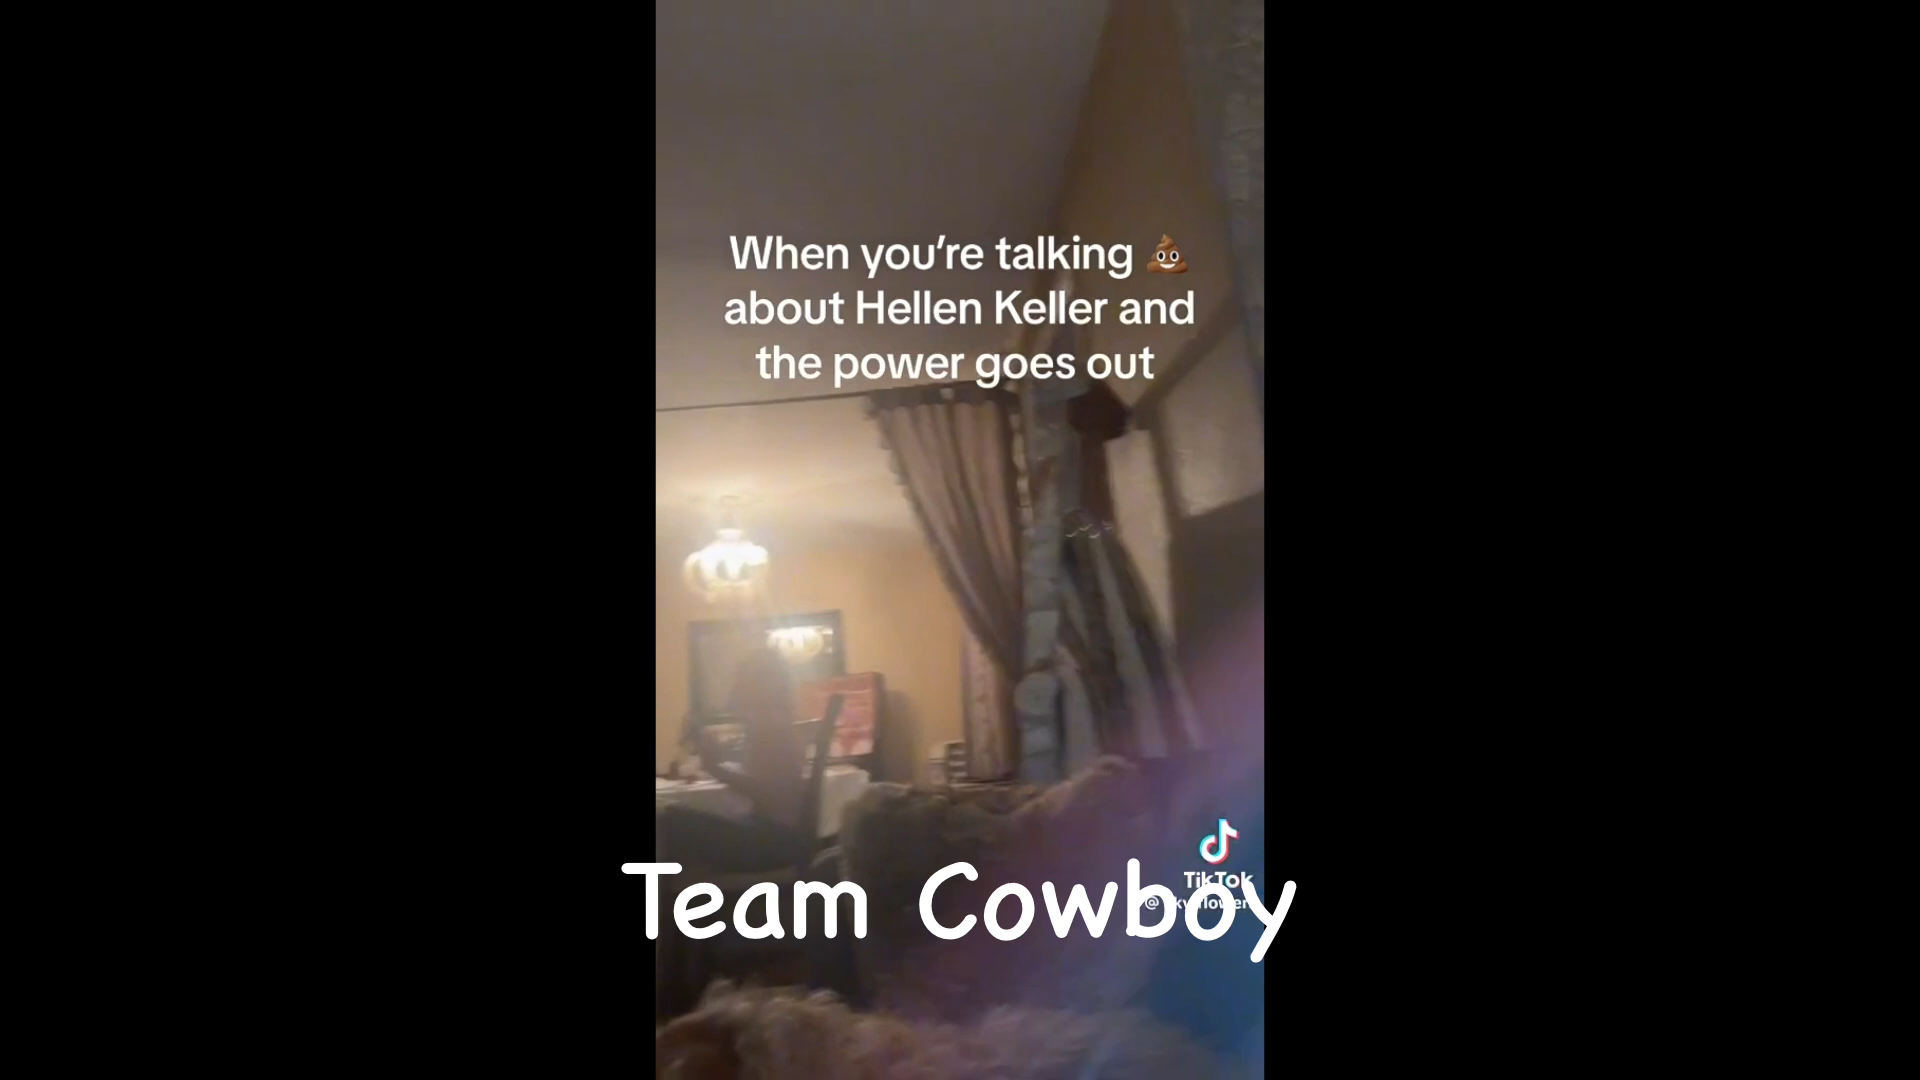 When you're talking 💩
about Hellen Keller and
the power goes out
TikTok
Team Cowboy